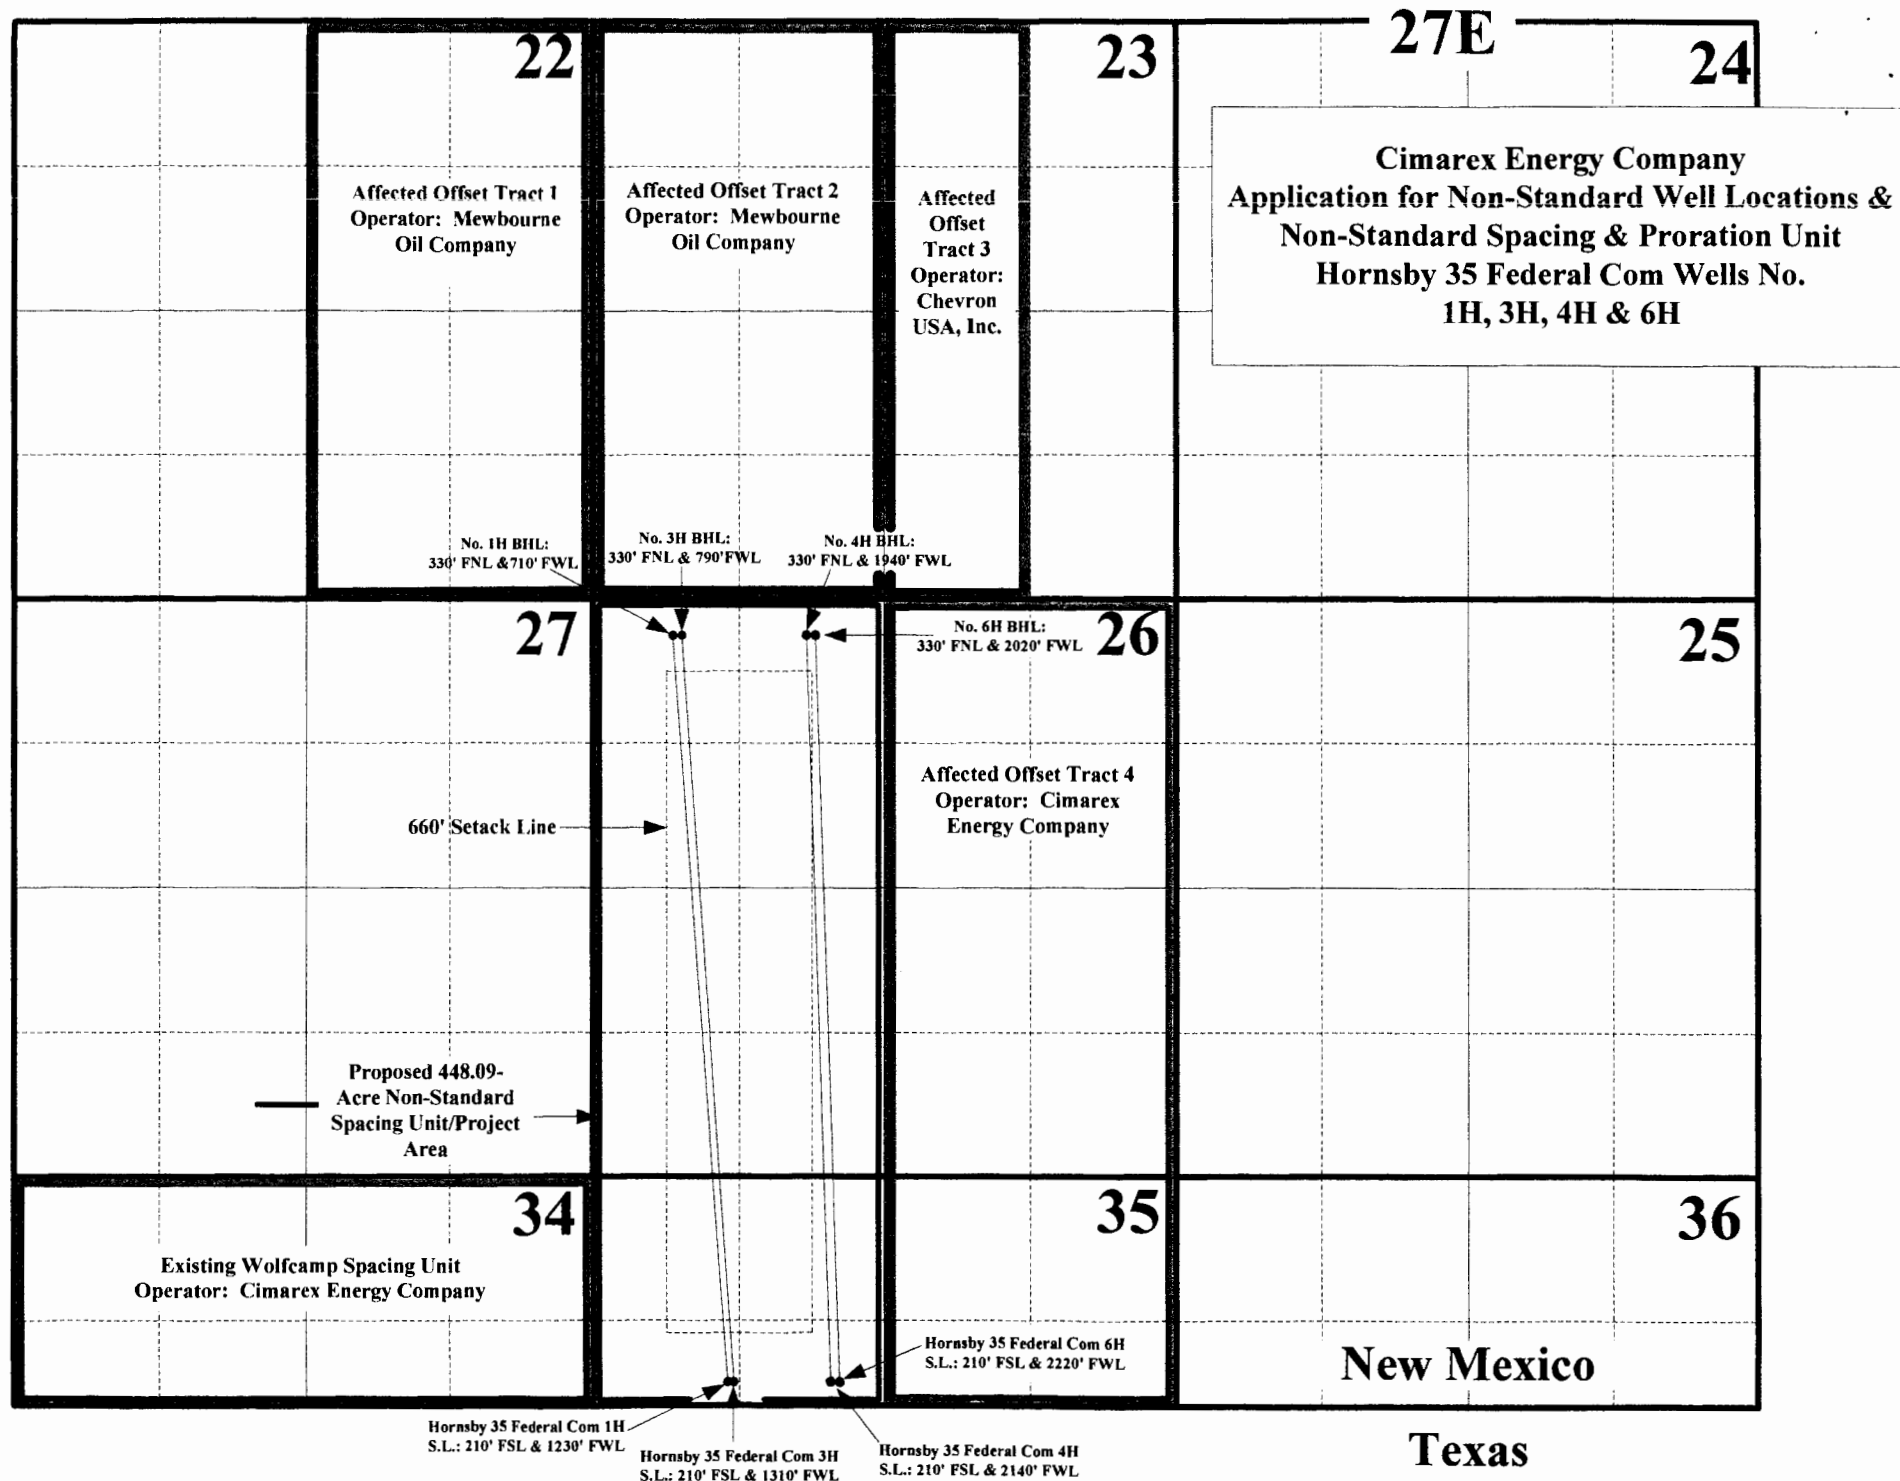 27E
22
23
24
Cimarex Energy Company
Application for Non-Standard Well Locations &
Non-Standard Spacing & Proration Unit
Hornsby 35 Federal Com Wells No.
1H, 3H, 4H & 6H
Affected Offset Tract 1
Operator: Mewbourne
Oil Company
Affected Offset Tract 2
Operator: Mewbourne
Oil Company
Affected
Offset
Tract 3
Operator:
Chevron
USA, Inc.
No. 1H BHL:
330' FNL &710' FWL
No. 3H BHL:
330' FNL & 790'FWL
No. 4H BHL:
330' FNL & 1940' FWL
27
No. 6H BHL:
330' FNL & 2020' FWL
26
25
660' Setack Line
Affected Offset Tract 4
Operator: Cimarex
Energy Company
Proposed 448.09-
Acre Non-Standard
Spacing Unit/Project
Area
34
35
36
Existing Wolfcamp Spacing Unit
Operator: Cimarex Energy Company
Hornsby 35 Federal Com 6H
S.L.: 210' FSL & 2220' FWL
New Mexico
Hornsby 35 Federal Com 1H
S.L.: 210' FSL & 1230' FWL
Hornsby 35 Federal Com 3H
S.L.: 210' FSL & 1310' FWL
Hornsby 35 Federal Com 4H
S.L.: 210' FSL & 2140' FWL
Texas